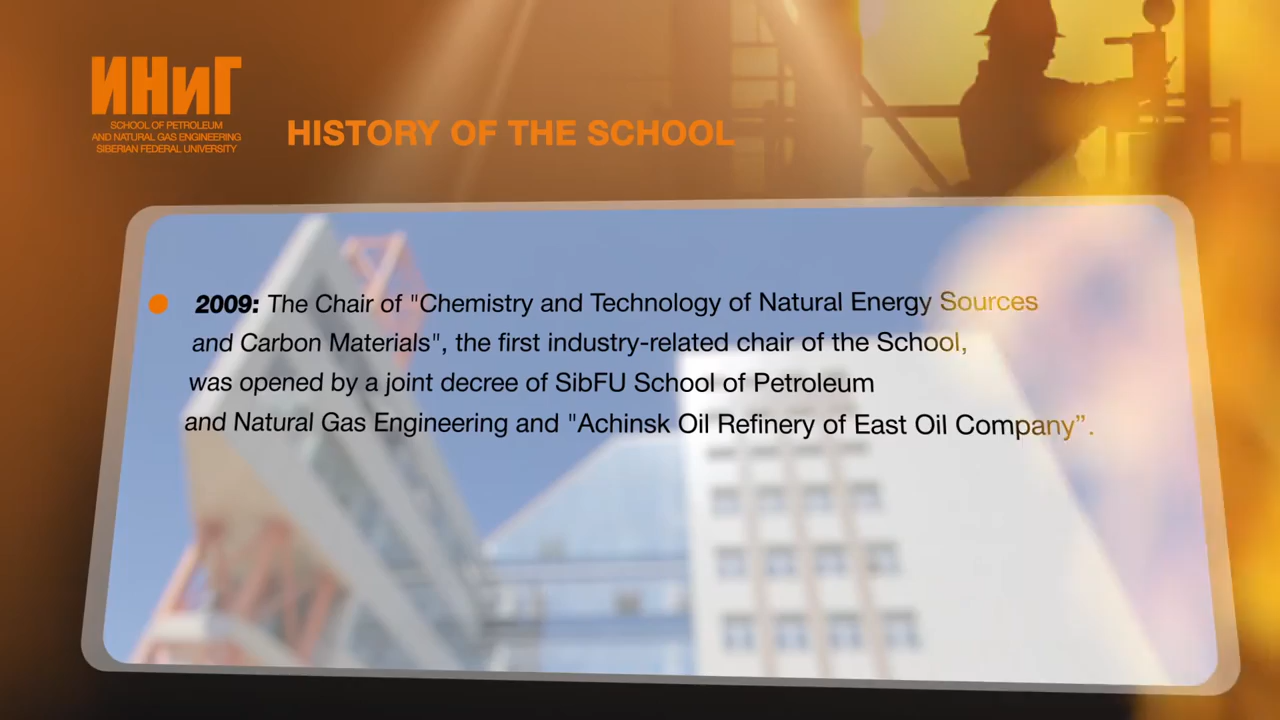 ИНиГ
SCHOOL OF PETROLEUM
AND NATURAL GAS ENGINEERING
SIBERIAN FEDERAL UNIVERSITY
HISTORY OF THE SCHOOL
2009: The Chair of "Chemistry and Technology of Natural Energy Sources
and Carbon Materials", the first industry-related chair of the School,
was opened by a joint decree of SibFU School of Petroleum
and Natural Gas Engineering and "Achinsk Oil Refinery of East Oil Company”.